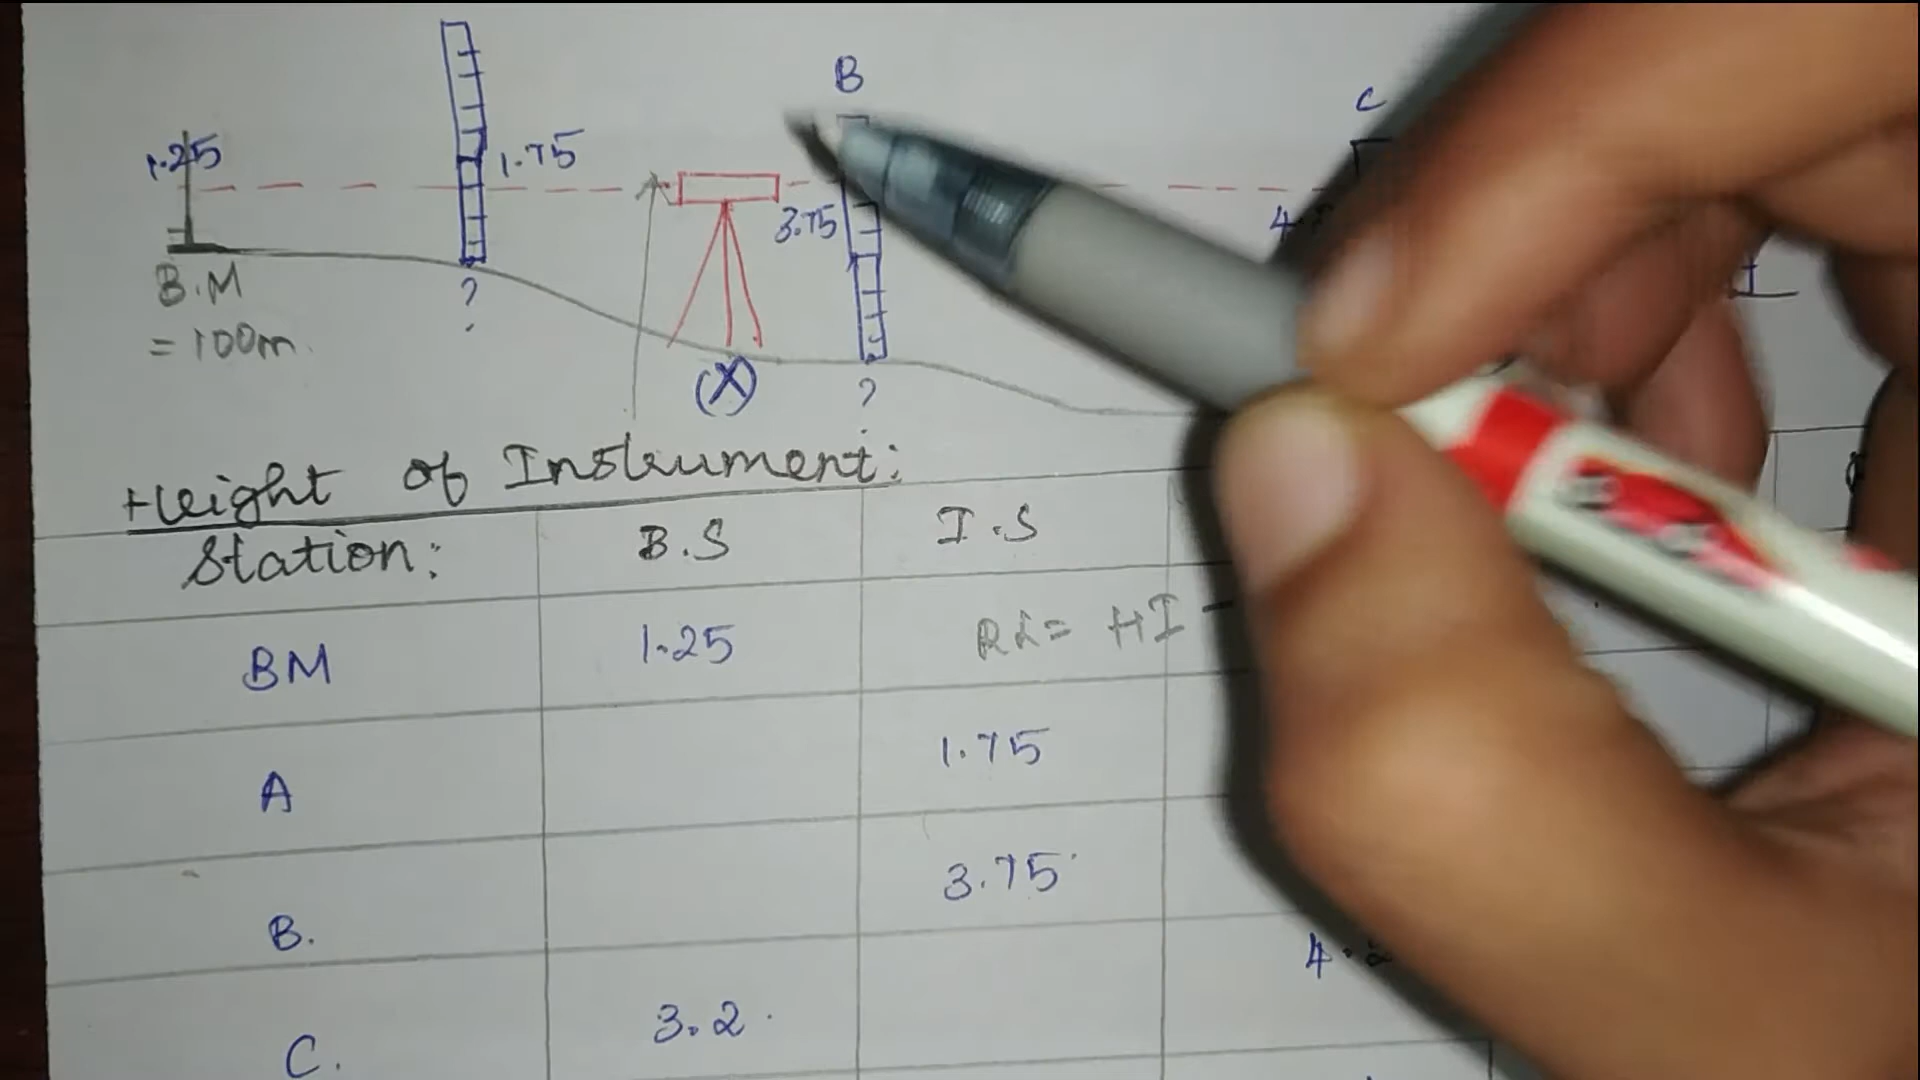 B
C
1.25
1.75
3.75
B.M
= 100m.
?
(X)
?
Height of Instrument:
Station: B.S I.S
BM 1.25 RL= HI -
A 1.75
B. 3.75
C. 3.2